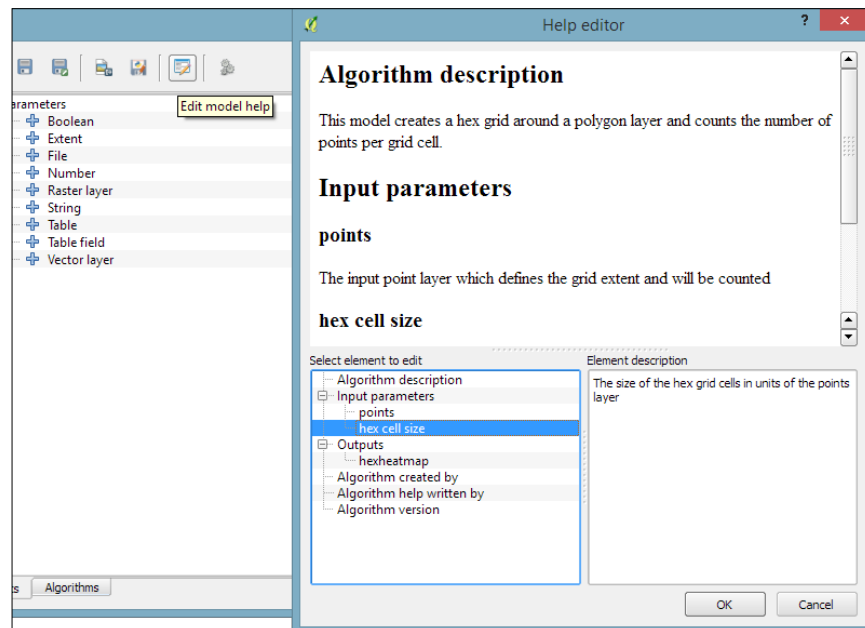 Help editor
?
×
Edit model help
arameters
Boolean
Extent
File
Number
Raster layer
String
Table
Table field
Vector layer
Algorithms
Algorithm description
This model creates a hex grid around a polygon layer and counts the number of
points per grid cell.
Input parameters
points
The input point layer which defines the grid extent and will be counted
hex cell size
Select element to edit
Algorithm description
Input parameters
points
hex cell size
Outputs
hexheatmap
Algorithm created by
Algorithm help written by
Algorithm version
Element description
The size of the hex grid cells in units of the points
layer
OK
Cancel